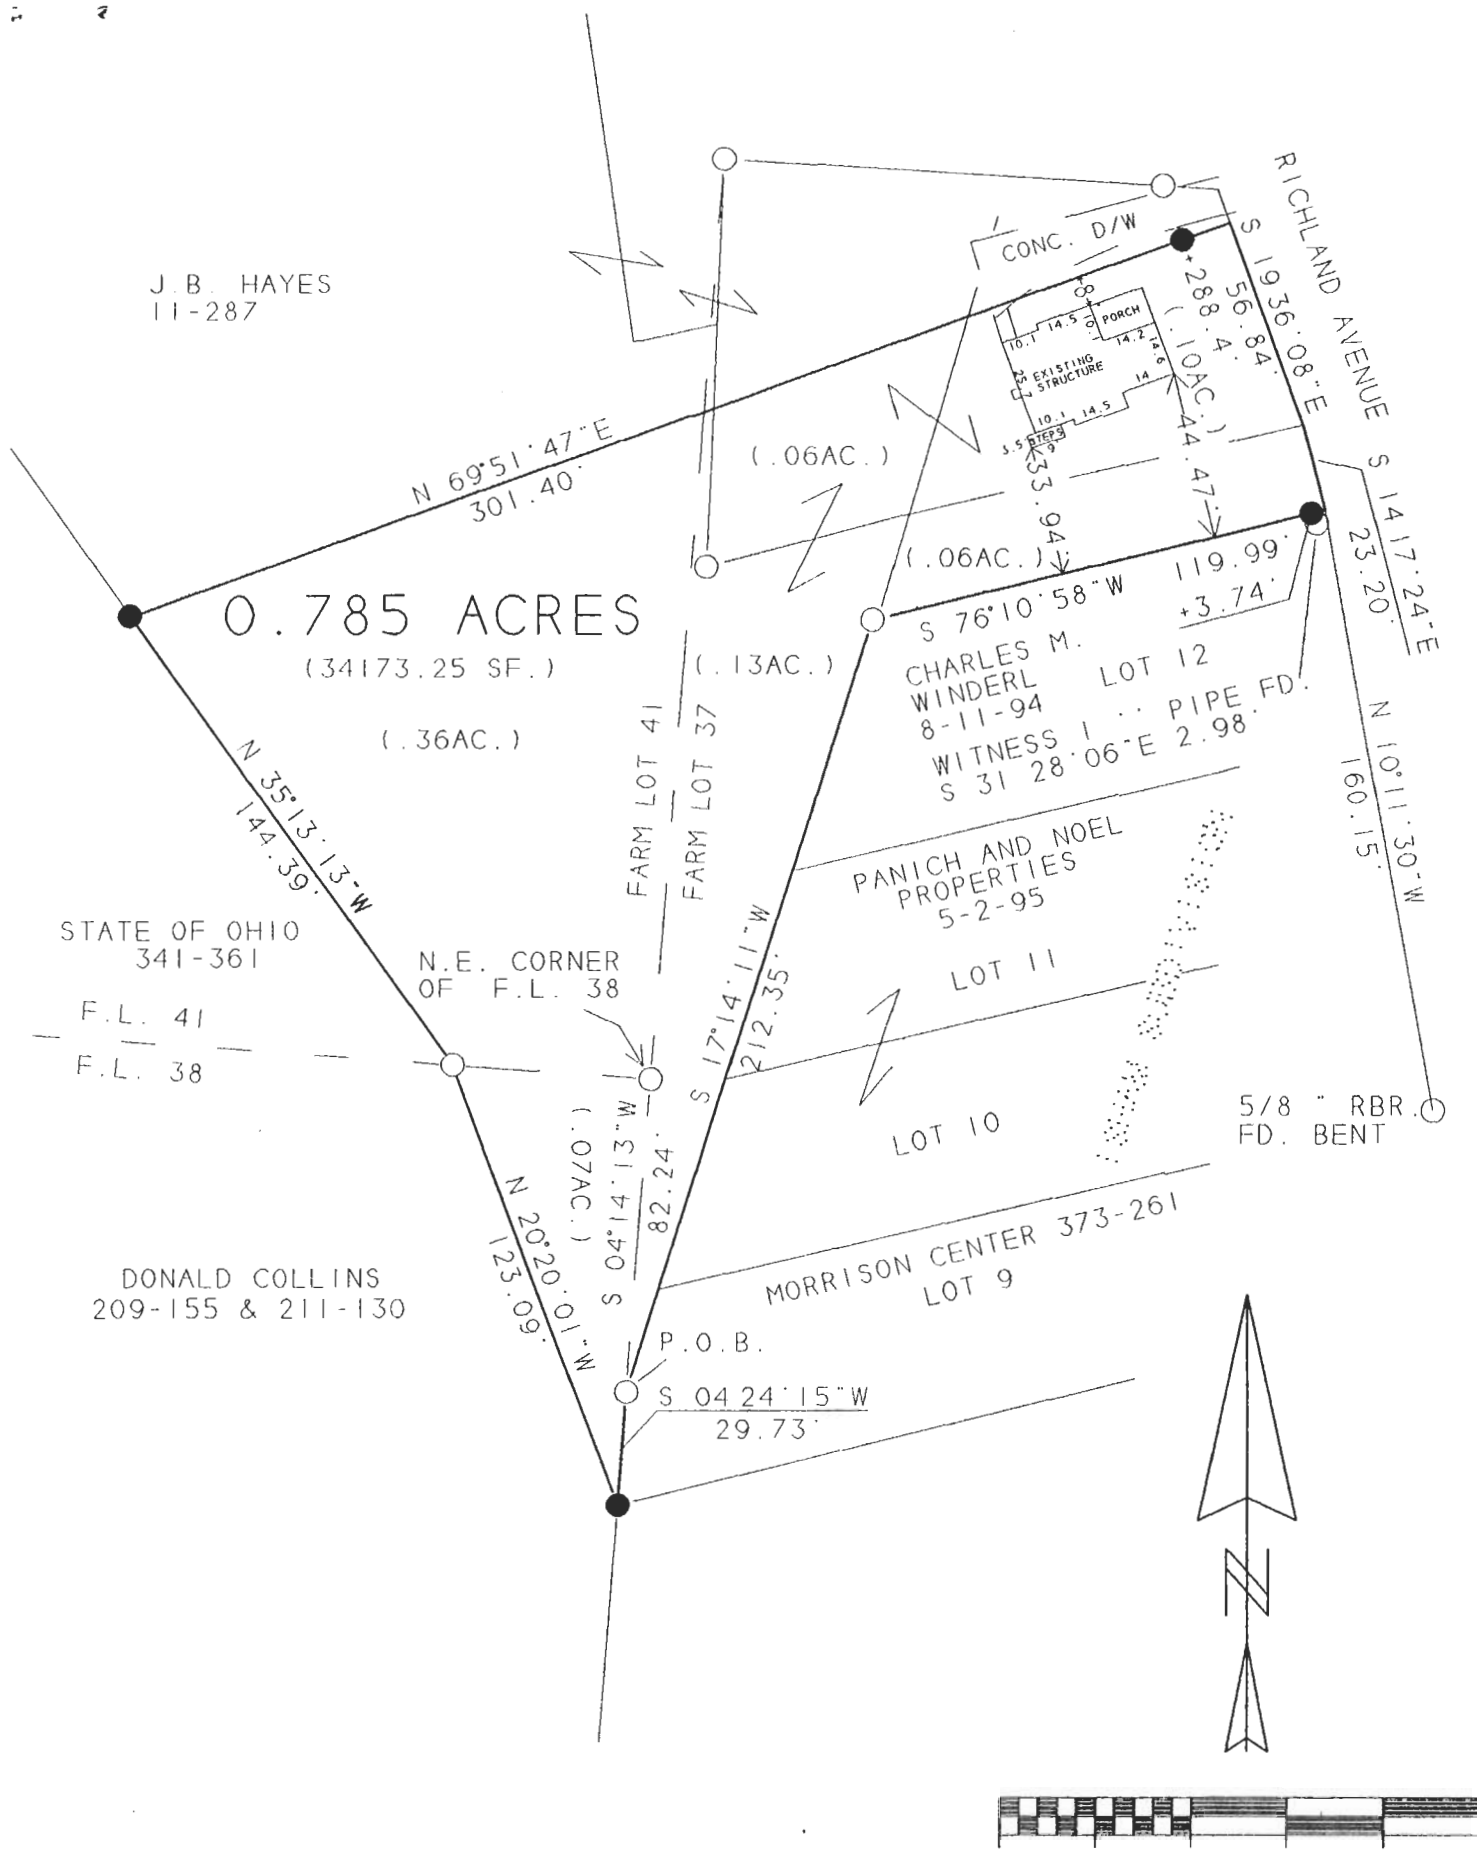 RICHLAND AVENUE
CONC. D/W
S 19 36' 08"E
56.84'
J.B. HAYES
11-287
+288.4'
(.10AC.)
8
10.
PORCH
14.5
14.2
14.6
10.1
EXISTING
STRUCTURE
25.7
14
14.5
10.1
STEPS
3.5
9
33.94'
44.47'
N 69°51'47"E
301.40'
(.06AC.)
S 14 17'24"E
23.20'
(.06AC.)
119.99'
+3.74'
S 76°10'58"W
0.785 ACRES
(34173.25 SF.)
(.13AC.)
(.36AC.)
CHARLES M.
WINDERL
8-11-94
LOT 12
WITNESS 1" PIPE FD.
S 31 28'06"E 2.98'
N 10°11'30"W
160.15'
FARM LOT 41
FARM LOT 37
N 35°13'13"W
144.39'
PANICH AND NOEL
PROPERTIES
5-2-95
LOT 11
STATE OF OHIO
341-361
N.E. CORNER
OF F.L. 38
S 17°14'11"W
212.35'
F.L. 41
F.L. 38
(.07AC.)
S 04°14'13"W
82.24'
LOT 10
5/8 " RBR.
FD. BENT
N 20°20'01"W
123.09'
MORRISON CENTER 373-261
LOT 9
DONALD COLLINS
209-155 & 211-130
P.O.B.
S 04 24'15"W
29.73'
N